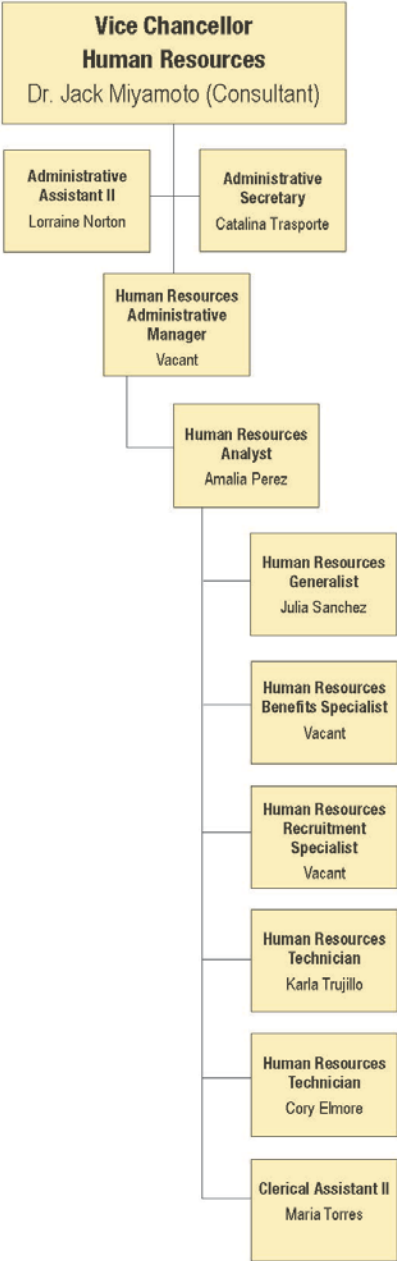 Vice Chancellor
Human Resources
Dr. Jack Miyamoto (Consultant)
Administrative
Assistant II
Lorraine Norton
Administrative
Secretary
Catalina Trasporte
Human Resources
Administrative
Manager
Vacant
Human Resources
Analyst
Amalia Perez
Human Resources
Generalist
Julia Sanchez
Human Resources
Benefits Specialist
Vacant
Human Resources
Recruitment
Specialist
Vacant
Human Resources
Technician
Karla Trujillo
Human Resources
Technician
Cory Elmore
Clerical Assistant II
Maria Torres